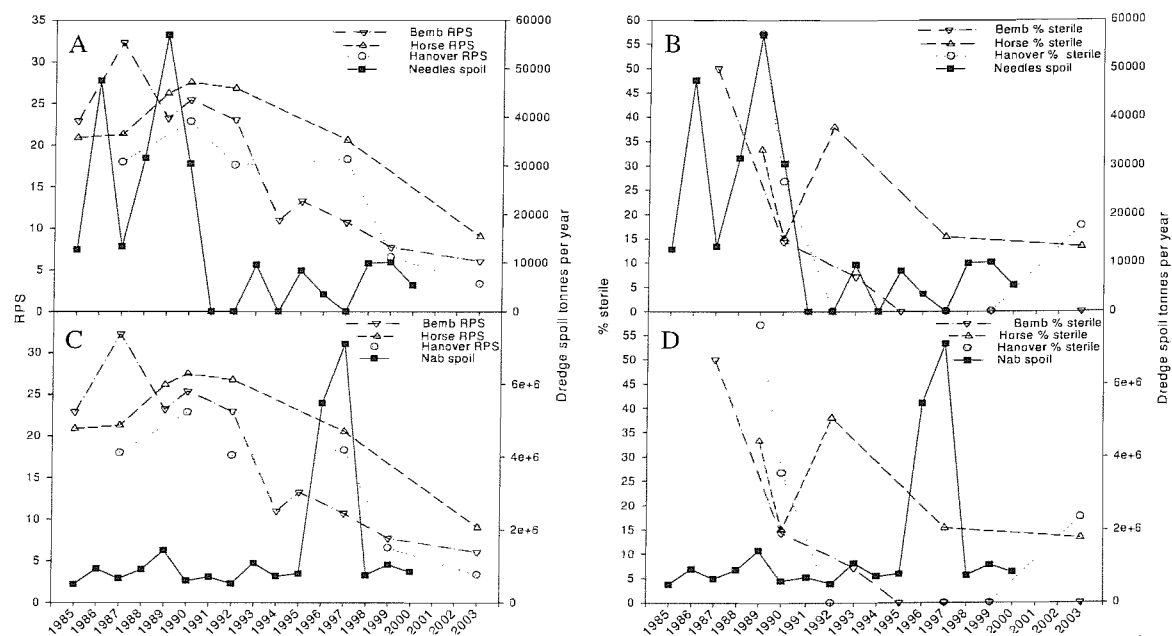 A
Bemb RPS
Horse RPS
Hanover RPS
Needles spoil
35
30
25
20
15
10
5
0
RPS
60000
50000
40000
30000
20000
10000
0
Dredge spoil tonnes per year
B
Bemb % sterile
Horse % sterile
Hanover % sterile
Needles spoil
60
55
50
45
40
35
30
25
20
15
10
5
0
% sterile
60000
50000
40000
30000
20000
10000
0
Dredge spoil tonnes per year
C
Bemb RPS
Horse RPS
Hanover RPS
Nab spoil
30
25
20
15
10
5
0
6e+6
4e+6
2e+6
0
1985 1986 1987 1988 1989 1990 1991 1992 1993 1994 1995 1996 1997 1998 1999 2000 2001 2002 2003
D
Bemb % sterile
Horse % sterile
Hanover % sterile
Nab spoil
55
50
45
40
35
30
25
20
15
10
5
0
6e+6
4e+6
2e+6
0
1985 1986 1987 1988 1989 1990 1991 1992 1993 1994 1995 1996 1997 1998 1999 2000 2001 2002 2003